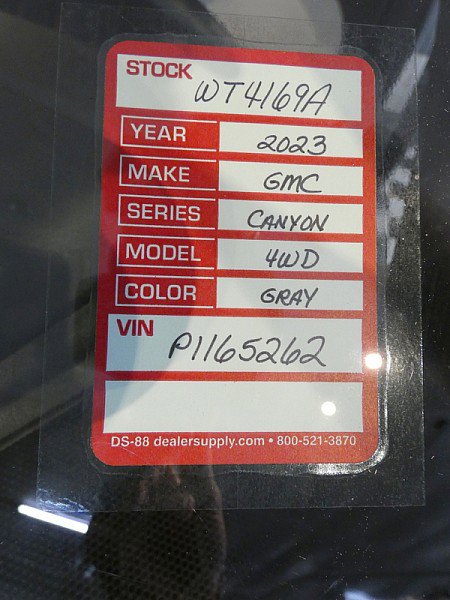 STOCK WT4169A
YEAR 2023
MAKE GMC
SERIES CANYON
MODEL 4WD
COLOR GRAY
VIN P1165262
DS-88 dealersupply.com • 800-521-3870